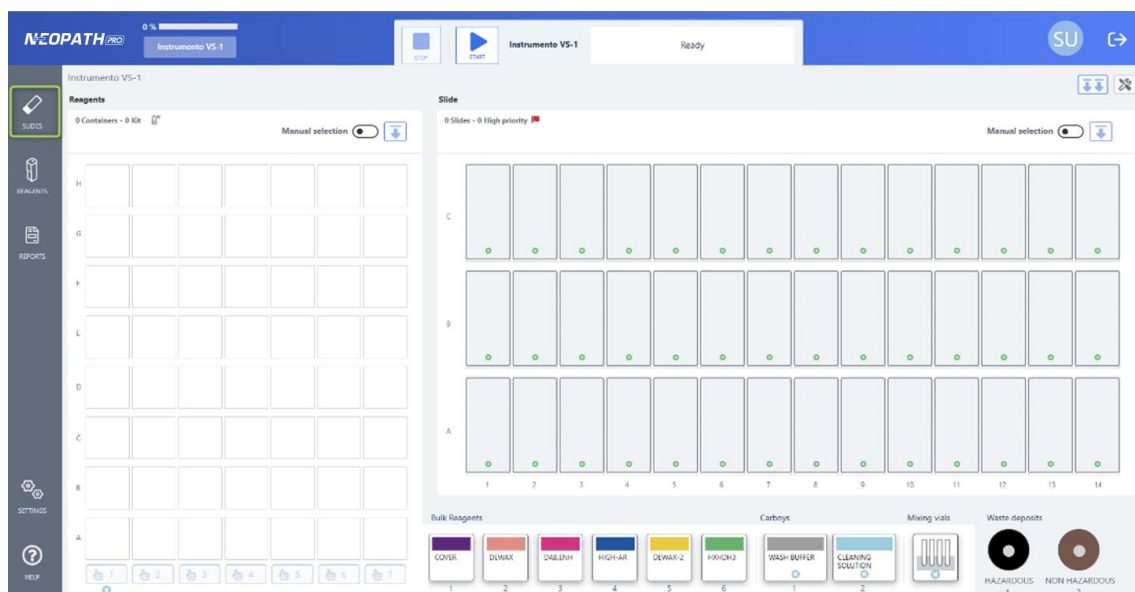 NEOPATH PRO
0 %
Instrumento VS-1
STOP
START
Instrumento VS-1
Ready
SU
Instrumento VS-1
SLIDES
REAGENTS
REPORTS
SETTINGS
HELP
Reagents
0 Containers - 0 Kit
Manual selection
H
G
F
E
D
C
B
A
1 2 3 4 5 6 7
Slide
0 Slides - 0 High priority
Manual selection
C
B
A
1 2 3 4 5 6 7 8 9 10 11 12 13 14
Bulk Reagents
COVER
DEWAX
DAB.ENH
HIGH-AR
DEWAX-2
1 2 3 4 5 6
Carboys
WASH BUFFER
CLEANING
SOLUTION
1 2
Mixing vials
Waste deposits
HAZARDOUS
NON HAZARDOUS